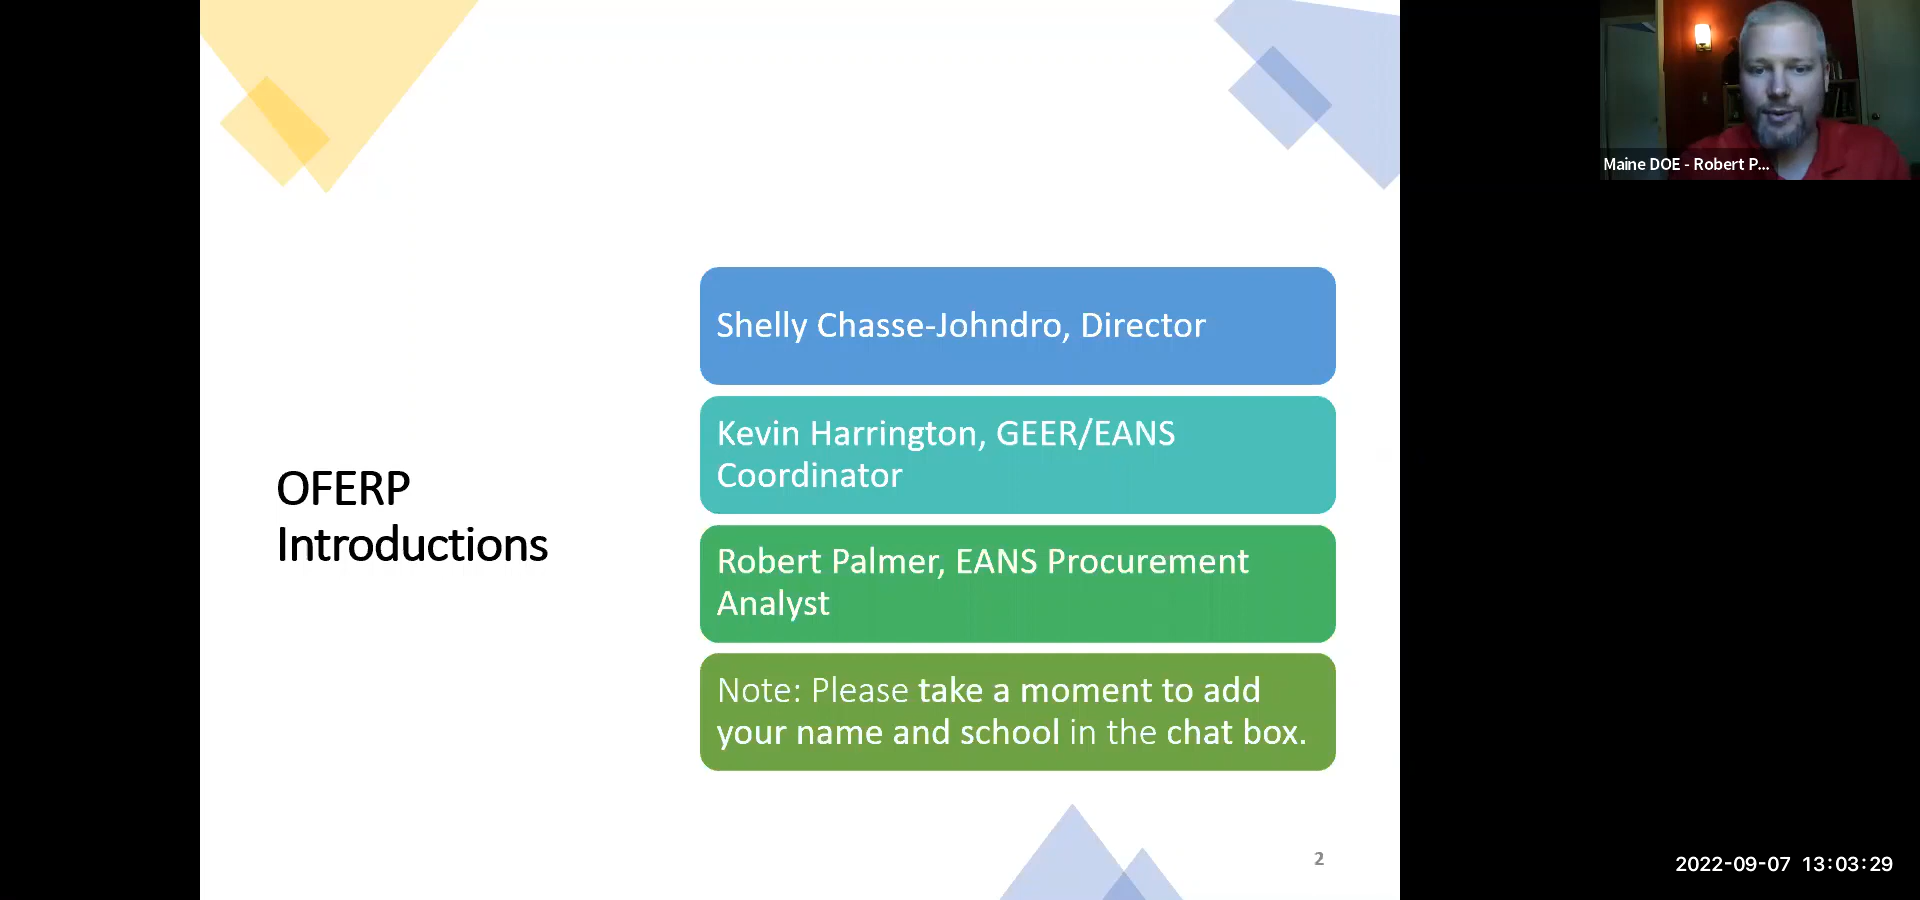 OFERP
Introductions
Shelly Chasse-Johndro, Director
Kevin Harrington, GEER/EANS
Coordinator
Robert Palmer, EANS Procurement
Analyst
Note: Please take a moment to add
your name and school in the chat box.
2
Maine DOE - Robert P...
2022-09-07 13:03:29